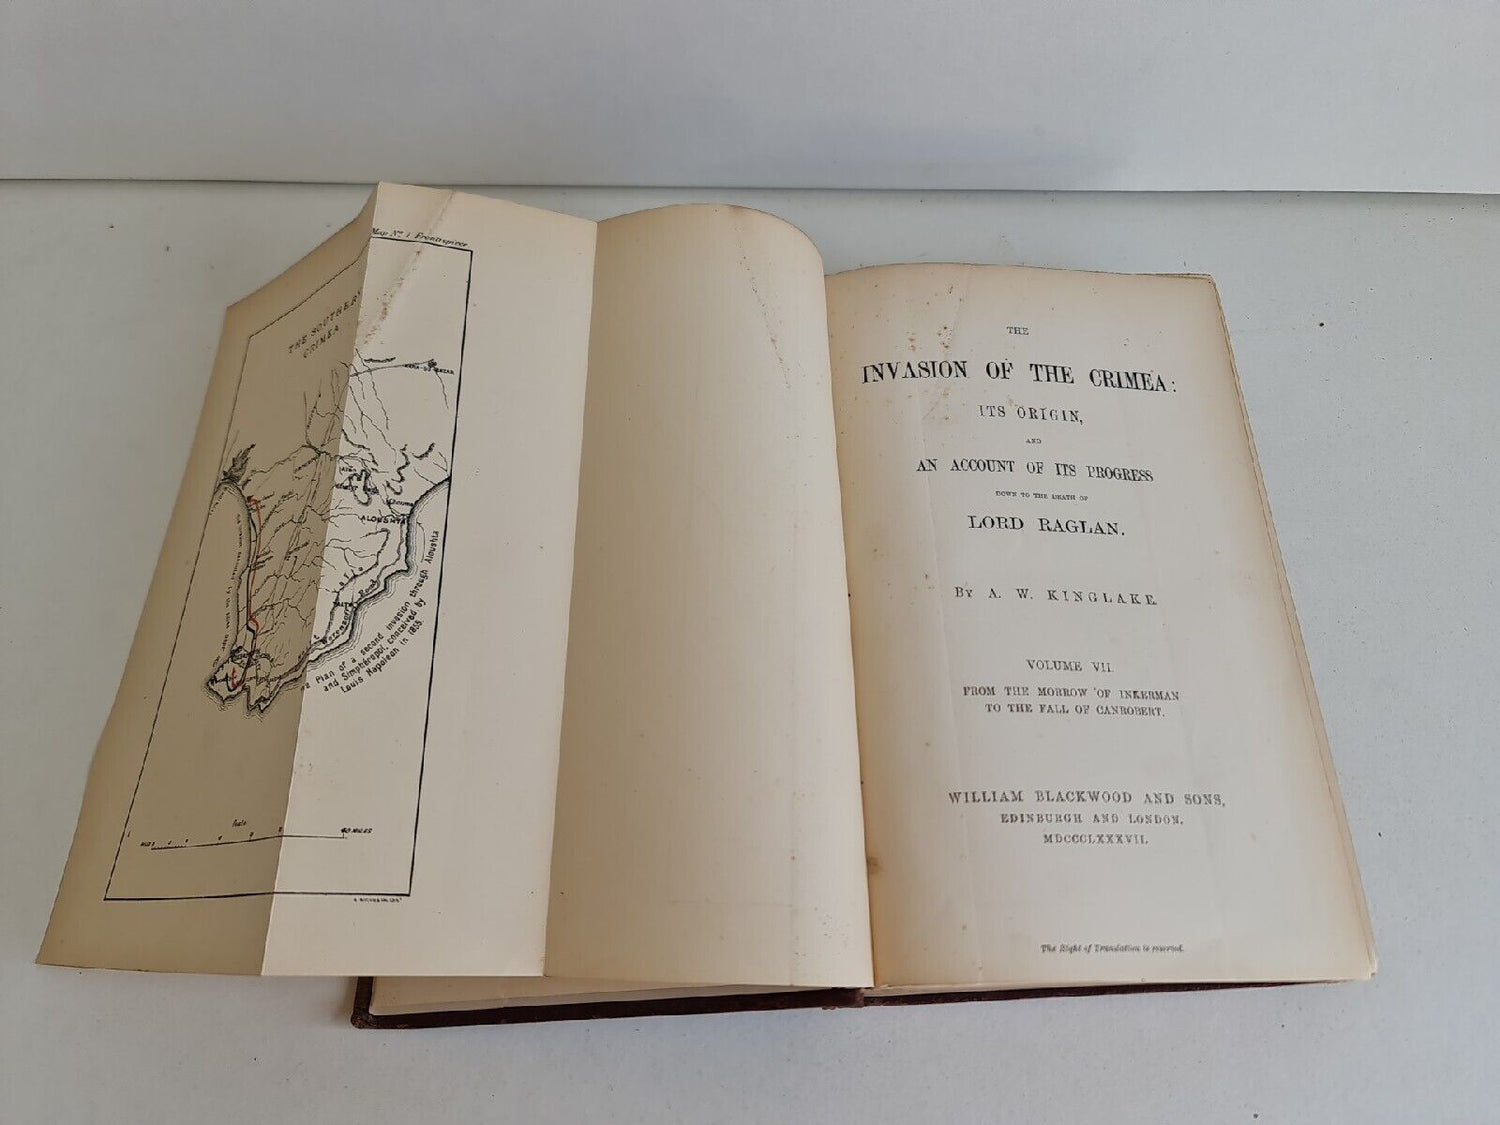 Map No. 1 Frontispiece
THE SOUTHER
CRIMEA
ALOUSHTA
Plan of a second invasion through Aloushta
and Simpheropol, conceived by
Louis Napoleon in 1855.
Scale
40 MILES
THE
INVASION OF THE CRIMEA:
ITS ORIGIN,
AND
AN ACCOUNT OF ITS PROGRESS
DOWN TO THE DEATH OF
LORD RAGLAN.
BY A. W. KINGLAKE.
VOLUME VII.
FROM THE MORROW OF INKERMAN
TO THE FALL OF CANROBERT.
WILLIAM BLACKWOOD AND SONS,
EDINBURGH AND LONDON.
MDCCCLXXXVII.
The Right of Translation is reserved.